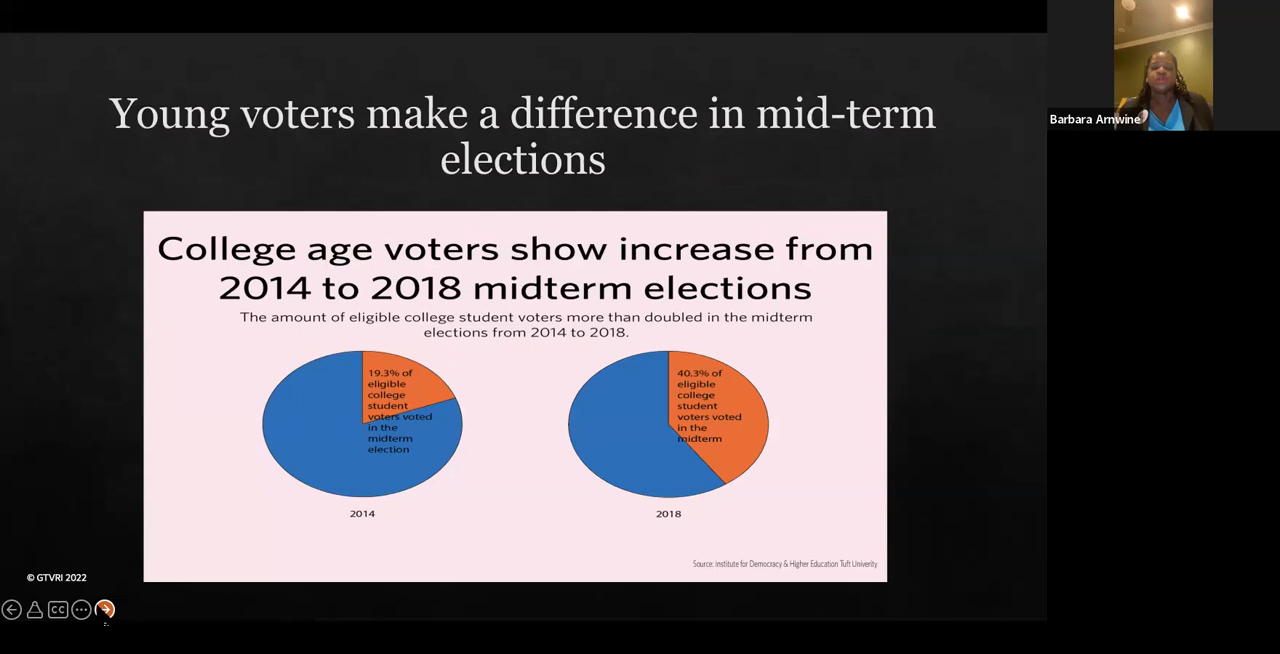 Young voters make a difference in mid-term
elections
College age voters show increase from
2014 to 2018 midterm elections
The amount of eligible college student voters more than doubled in the midterm
elections from 2014 to 2018.
19.3% of
eligible
college
student
voters voted
in the
midterm
election
2014
40.3% of
eligible
college
student
voters voted
in the
midterm
2018
Source: Institute for Democracy & Higher Education Tuft Univerity
© GTVRI 2022
CC
Barbara Arnwine